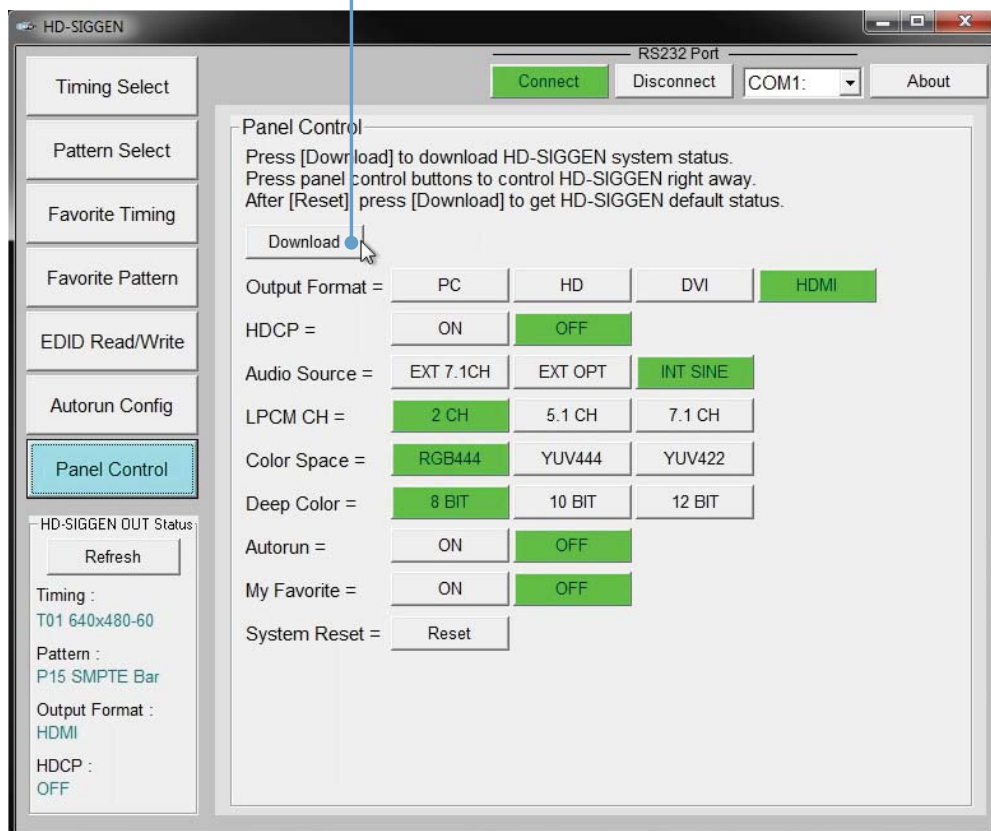 HD-SIGGEN
RS232 Port
Connect Disconnect COM1: About
Timing Select
Pattern Select
Favorite Timing
Favorite Pattern
EDID Read/Write
Autorun Config
Panel Control
HD-SIGGEN OUT Status
Refresh
Timing :
T01 640x480-60
Pattern :
P15 SMPTE Bar
Output Format :
HDMI
HDCP :
OFF
Panel Control
Press [Download] to download HD-SIGGEN system status.
Press panel control buttons to control HD-SIGGEN right away.
After [Reset], press [Download] to get HD-SIGGEN default status.
Download
Output Format = PC HD DVI HDMI
HDCP = ON OFF
Audio Source = EXT 7.1CH EXT OPT INT SINE
LPCM CH = 2 CH 5.1 CH 7.1 CH
Color Space = RGB444 YUV444 YUV422
Deep Color = 8 BIT 10 BIT 12 BIT
Autorun = ON OFF
My Favorite = ON OFF
System Reset = Reset